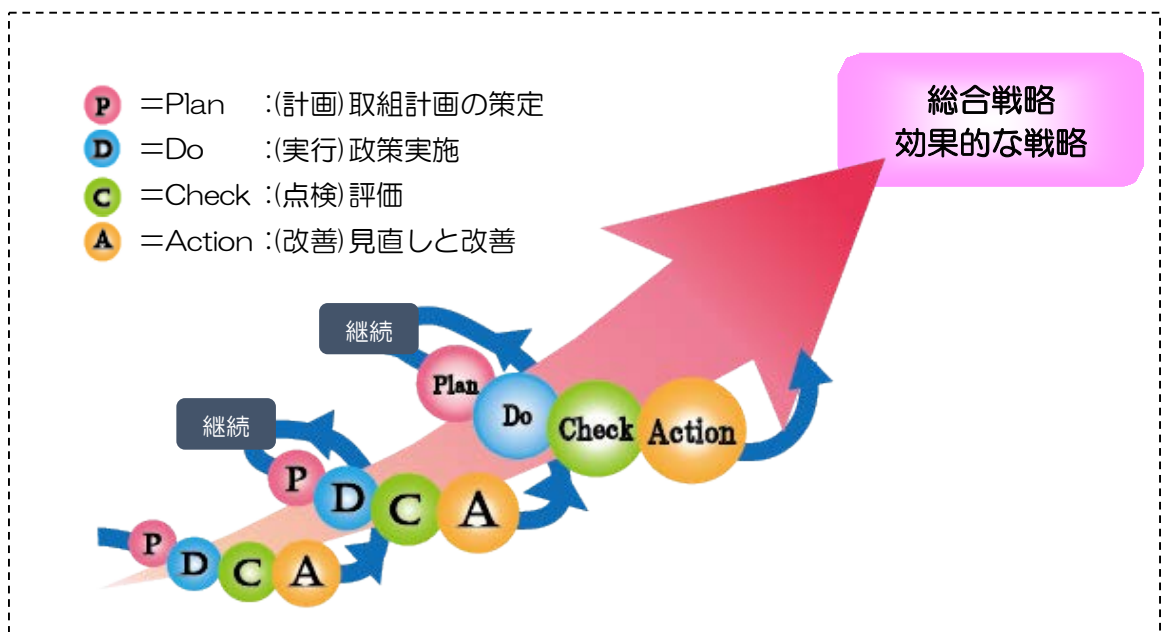 P =Plan :(計画)取組計画の策定
D =Do :(実行)政策実施
C =Check :(点検)評価
A =Action :(改善)見直しと改善
総合戦略
効果的な戦略
継続
Plan
Do
Check
Action
継続
P
D
C
A
P
D
C
A